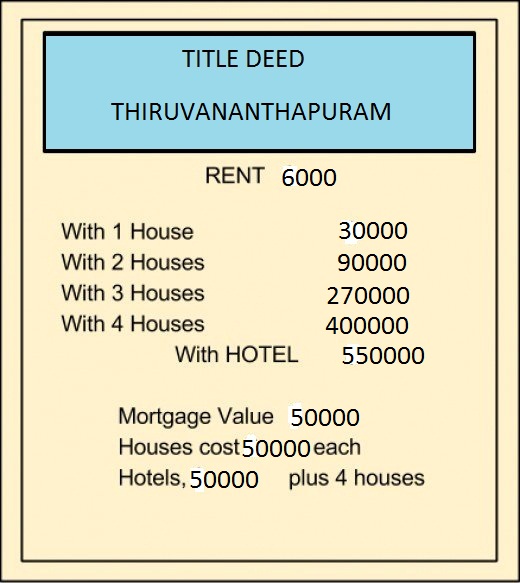 TITLE DEED
THIRUVANANTHAPURAM
RENT 6000
With 1 House 30000
With 2 Houses 90000
With 3 Houses 270000
With 4 Houses 400000
With HOTEL 550000
Mortgage Value 50000
Houses cost 50000 each
Hotels, 50000 plus 4 houses